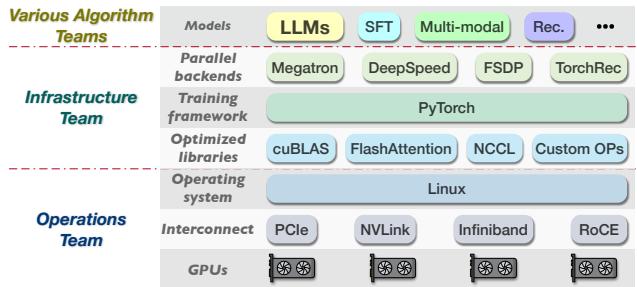 Various Algorithm
Teams
Models
LLMs
SFT
Multi-modal
Rec.
•••
Infrastructure
Team
Parallel
backends
Megatron
DeepSpeed
FSDP
TorchRec
Training
framework
PyTorch
Optimized
libraries
cuBLAS
FlashAttention
NCCL
Custom OPs
Operations
Team
Operating
system
Linux
Interconnect
PCIe
NVLink
Infiniband
RoCE
GPUs